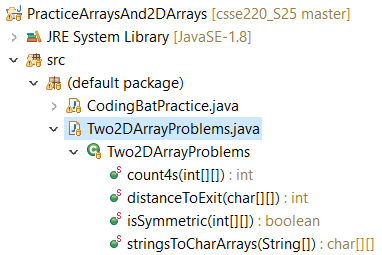 PracticeArraysAnd2DArrays [csse220_S25 master]
JRE System Library [JavaSE-1.8]
src
(default package)
CodingBatPractice.java
Two2DArrayProblems.java
Two2DArrayProblems
count4s(int[][]) : int
distanceToExit(char[][]) : int
isSymmetric(int[][]) : boolean
stringsToCharArrays(String[]) : char[][]